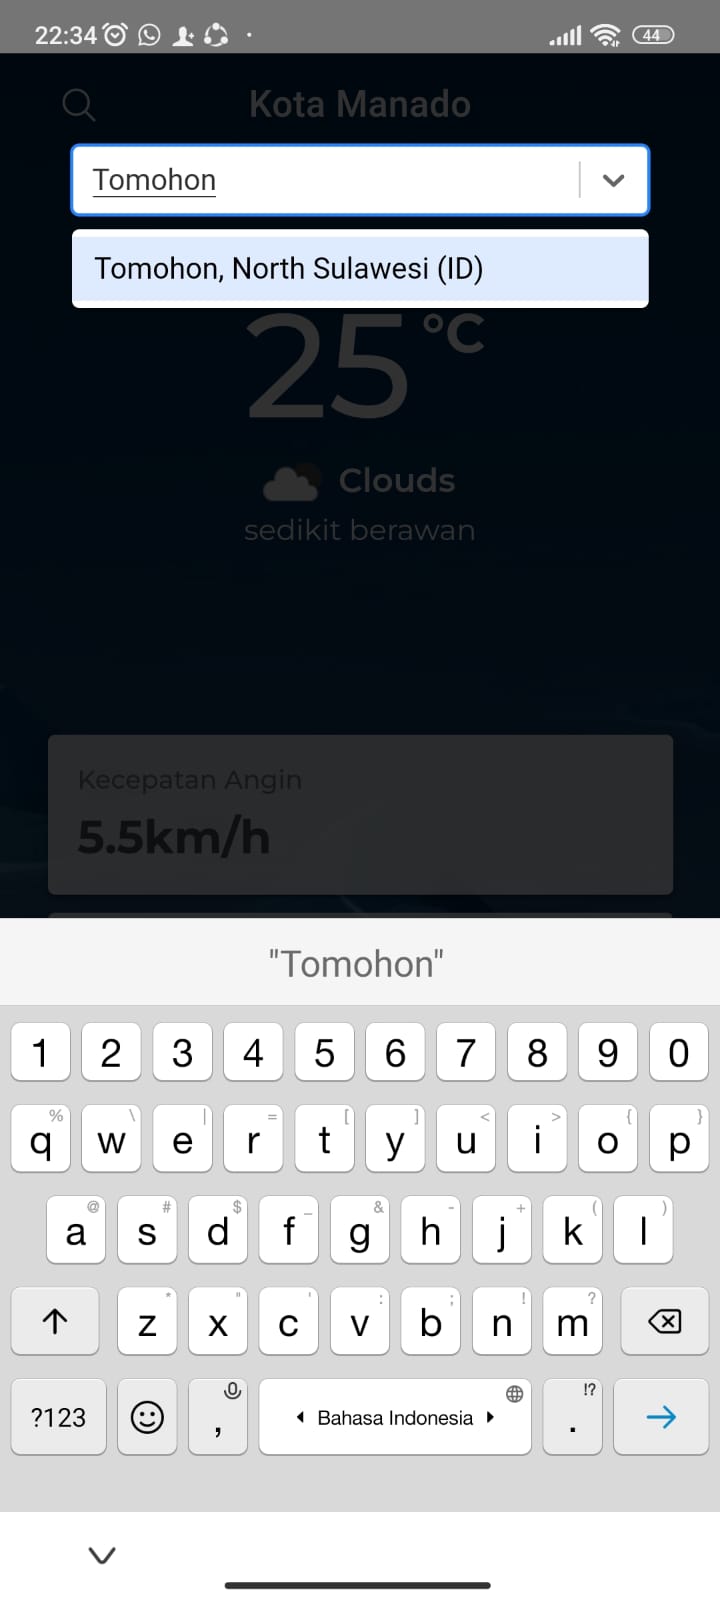 22:34
44
Kota Manado
Tomohon
Tomohon, North Sulawesi (ID)
25 °C
Clouds
sedikit berawan
Kecepatan Angin
5.5km/h
"Tomohon"
1 2 3 4 5 6 7 8 9 0
% \ | = [ ] < > { }
q w e r t y u i o p
@ # $ _ & - + ( )
a s d f g h j k l
* " ' : ; ! ?
z x c v b n m
?123 , Bahasa Indonesia !? .